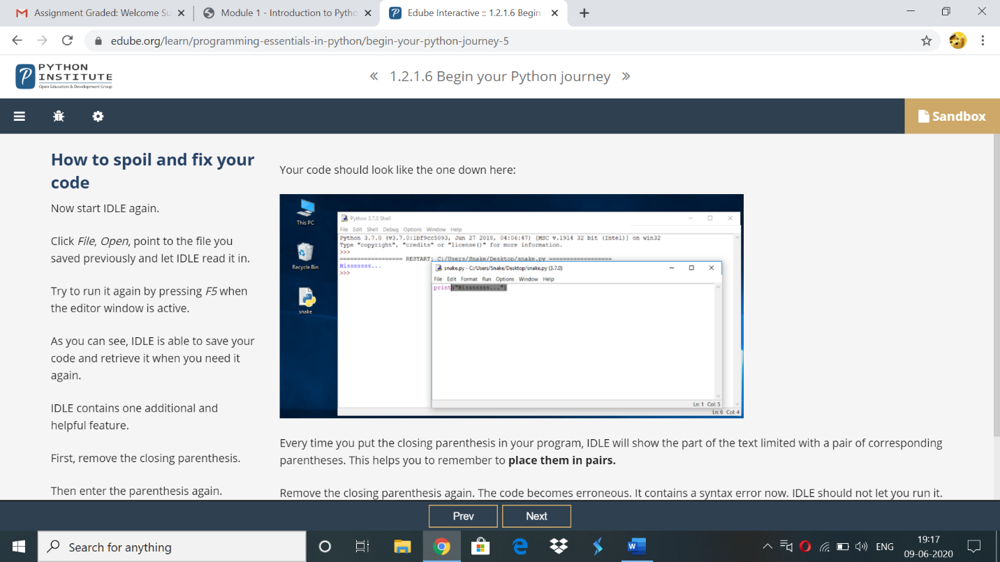 Assignment Graded: Welcome Su
Module 1 - Introduction to Pytho
Edube Interactive :: 1.2.1.6 Begin
edube.org/learn/programming-essentials-in-python/begin-your-python-journey-5
PYTHON
INSTITUTE
Open Education & Development Group
« 1.2.1.6 Begin your Python journey »
Sandbox
How to spoil and fix your
code
Now start IDLE again.
Click File, Open, point to the file you
saved previously and let IDLE read it in.
Try to run it again by pressing F5 when
the editor window is active.
As you can see, IDLE is able to save your
code and retrieve it when you need it
again.
IDLE contains one additional and
helpful feature.
First, remove the closing parenthesis.
Then enter the parenthesis again.
Your code should look like the one down here:
This PC
Recycle Bin
snake
Python 3.7.0 Shell
File Edit Shell Debug Options Window Help
Python 3.7.0 (v3.7.0:1bf9cc5093, Jun 27 2018, 04:06:47) [MSC v.1914 32 bit (Intel)] on win32
Type "copyright", "credits" or "license()" for more information.
>>>
=================== RESTART: C:/Users/Snake/Desktop/snake.py ===================
Hisssssss...
>>>
snake.py - C:/Users/Snake/Desktop/snake.py (3.7.0)
File Edit Format Run Options Window Help
print("Hisssssss...")
Ln: 1 Col: 5
Ln: 6 Col: 4
Every time you put the closing parenthesis in your program, IDLE will show the part of the text limited with a pair of corresponding
parentheses. This helps you to remember to place them in pairs.
Remove the closing parenthesis again. The code becomes erroneous. It contains a syntax error now. IDLE should not let you run it.
Prev
Next
Search for anything
ENG
19:17
09-06-2020